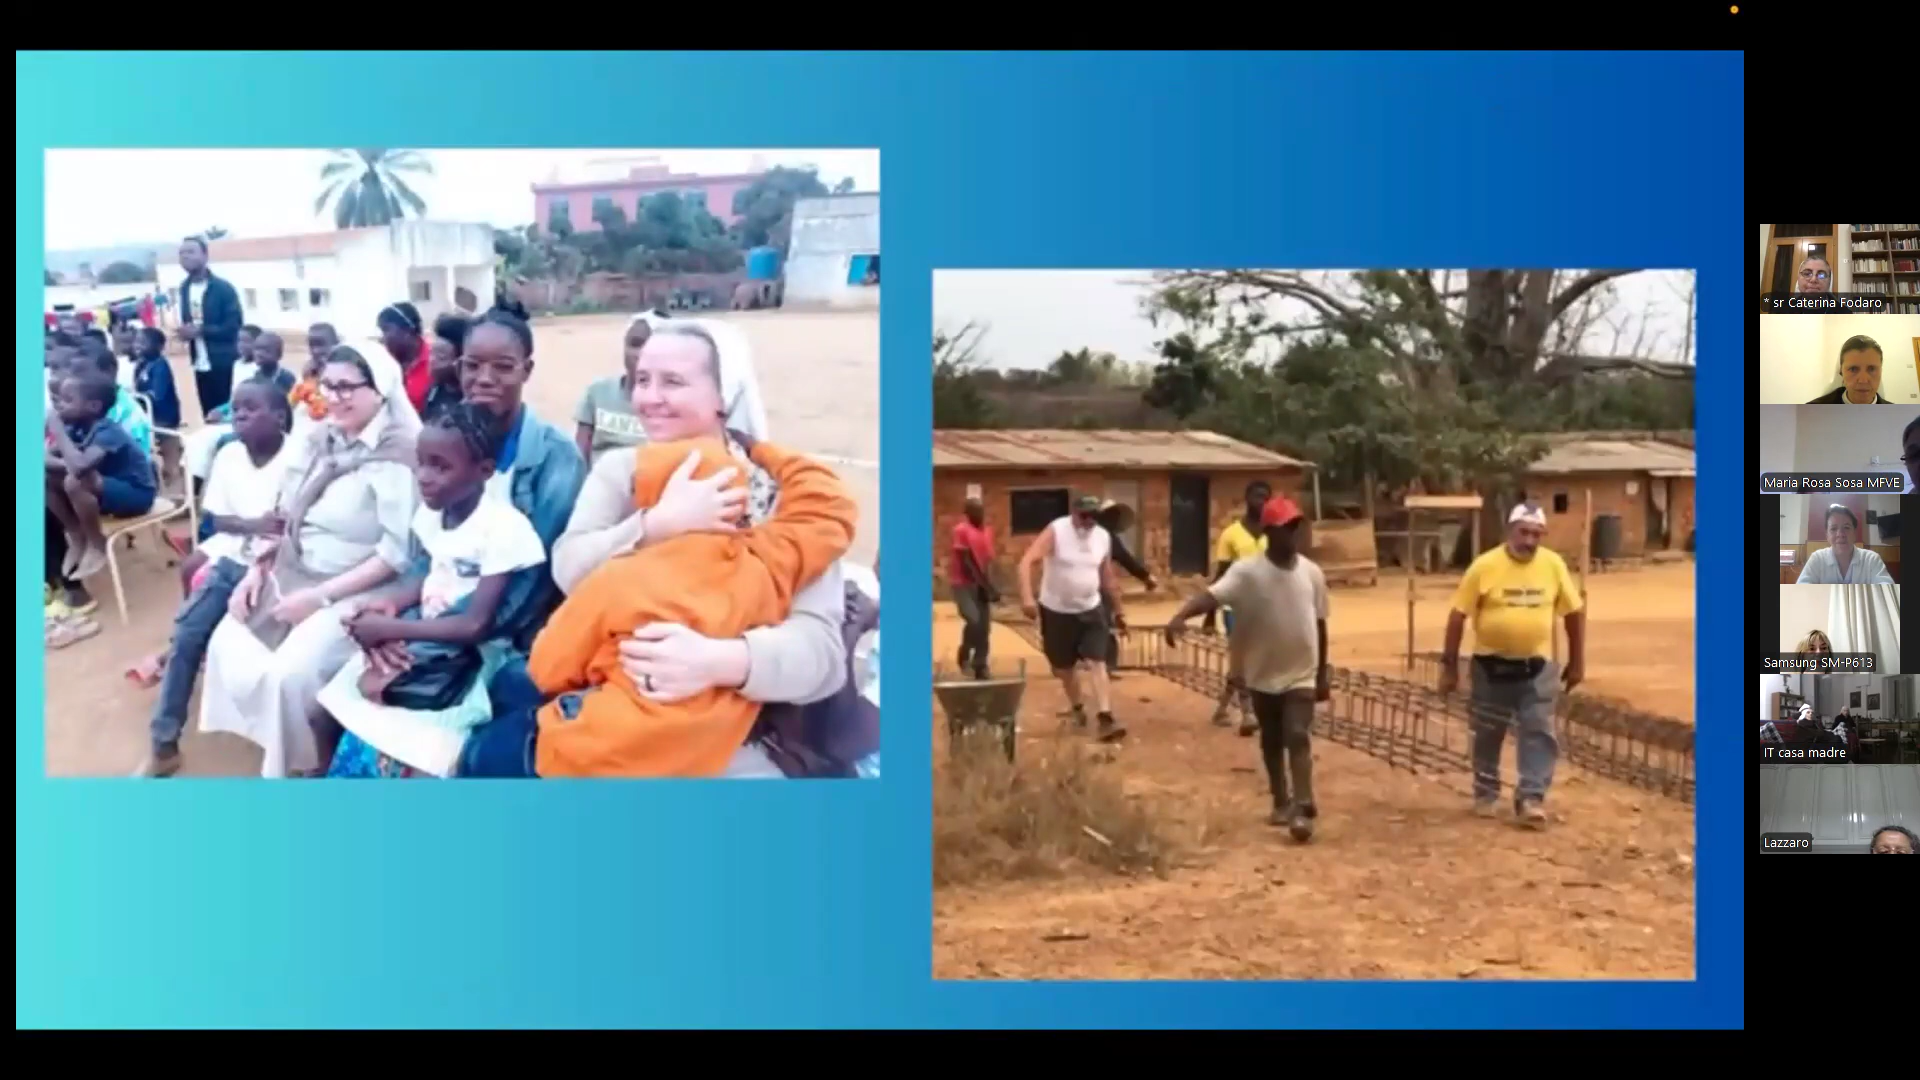 * sr Caterina Fodaro
Maria Rosa Sosa MFVE
Samsung SM-P613
IT casa madre
Lazzaro